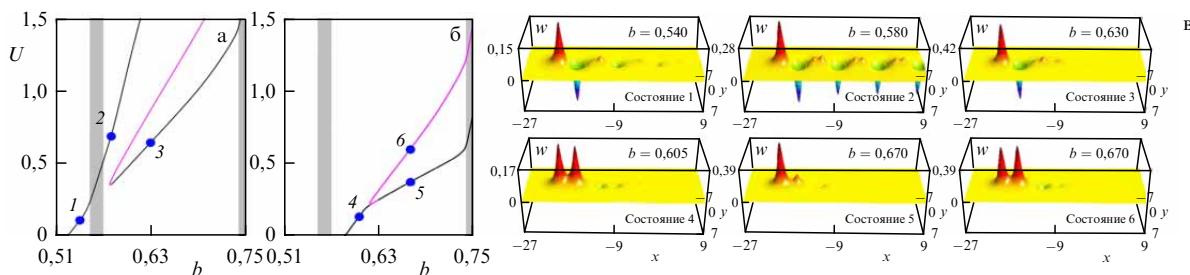 U
1,5
1,0
0,5
0
а
1
2
3
0,51 0,63 0,75
b
1,5
1,0
0,5
0
б
4
5
6
0,51 0,63 0,75
b
в
w b = 0,540
0,15
0
Состояние 1
−7
0 y
7
−27 −9 9
w b = 0,580
0,28
0
Состояние 2
−7
0 y
7
−27 −9 9
w b = 0,630
0,42
0
Состояние 3
−7
0 y
7
−27 −9 9
w b = 0,605
0,17
0
Состояние 4
−7
0 y
7
−27 −9 9
x
w b = 0,670
0,39
0
Состояние 5
−7
0 y
7
−27 −9 9
x
w b = 0,670
0,39
0
Состояние 6
−7
0 y
7
−27 −9 9
x